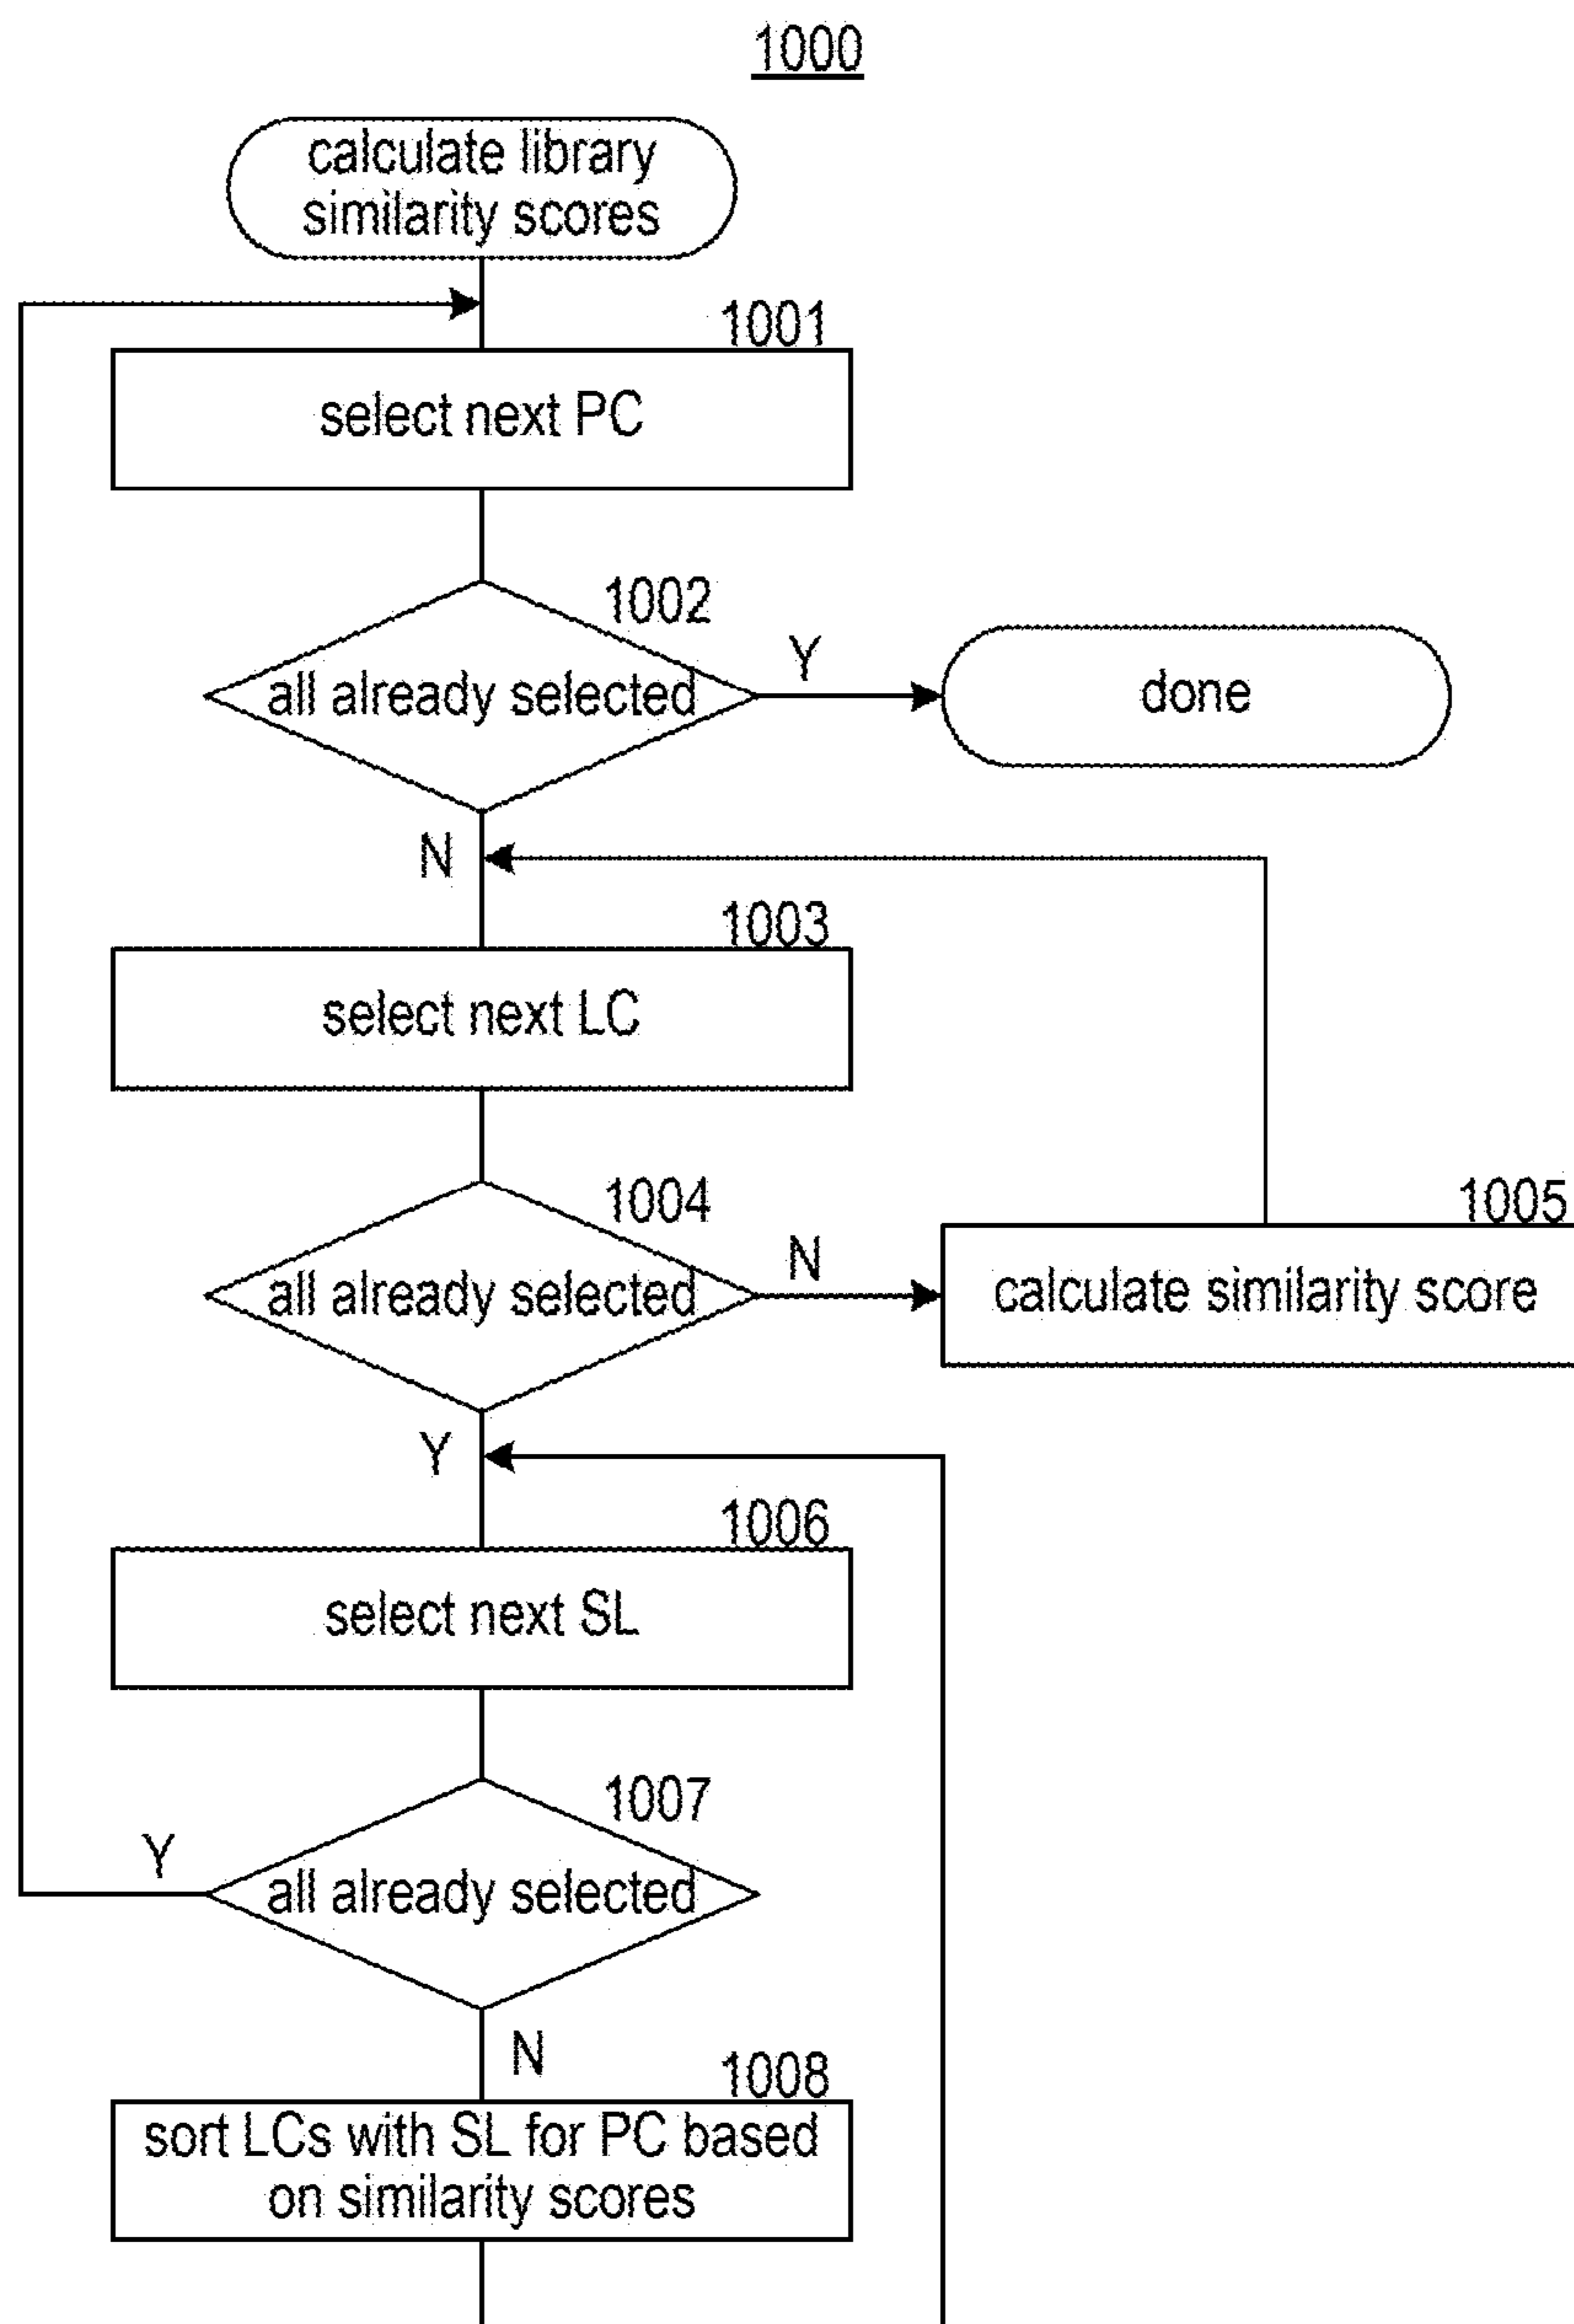 1000
calculate library
similarity scores
1001
select next PC
1002
all already selected
Y
done
N
1003
select next LC
1004
all already selected
N
1005
calculate similarity score
Y
1006
select next SL
1007
all already selected
Y
N
1008
sort LCs with SL for PC based
on similarity scores